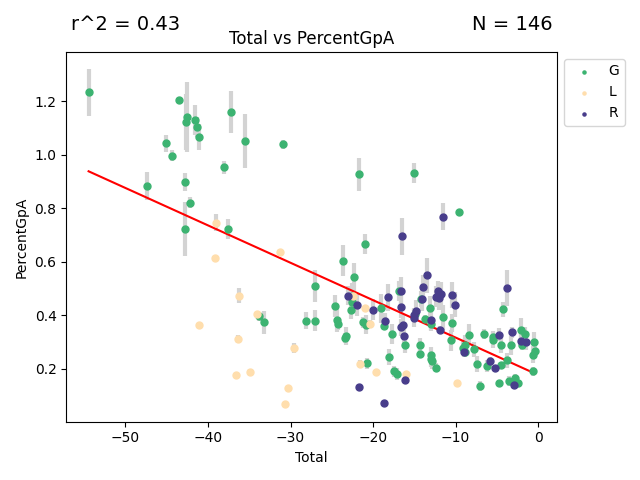 r^2 = 0.43
N = 146
Total vs PercentGpA
G
L
R
PercentGpA
1.2
1.0
0.8
0.6
0.4
0.2
−50
−40
−30
−20
−10
0
Total